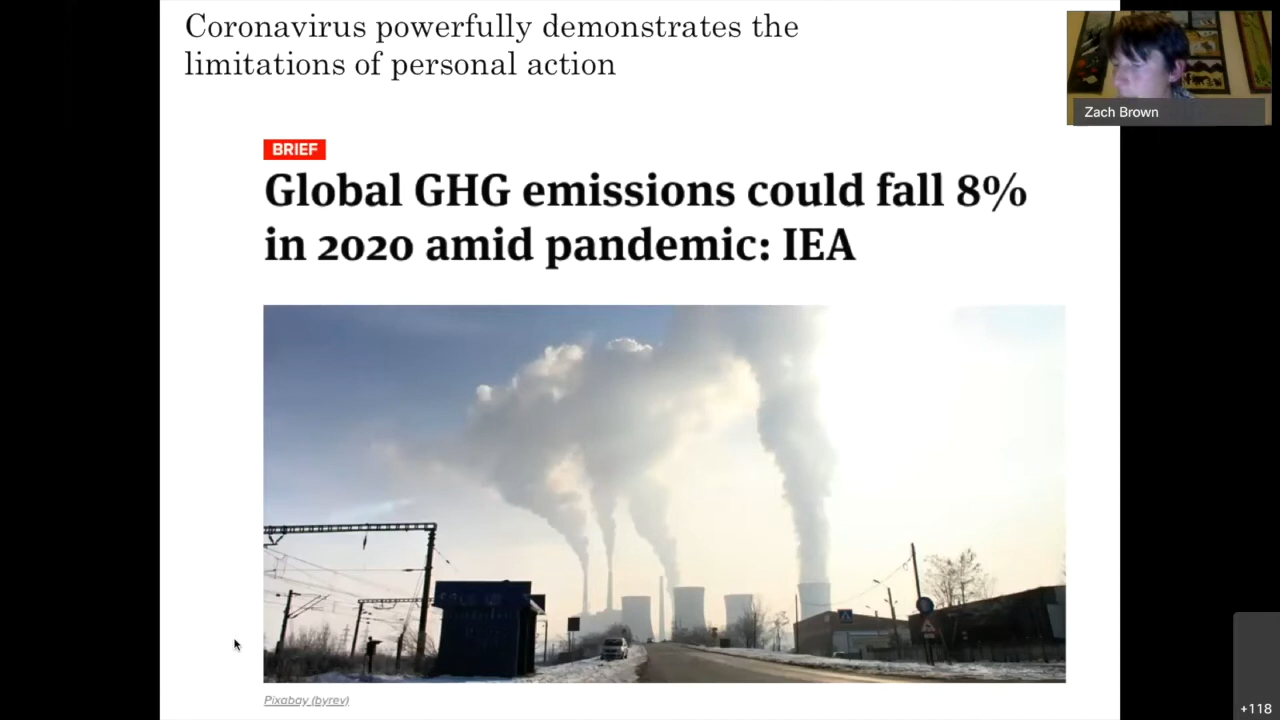 Coronavirus powerfully demonstrates the
limitations of personal action
Zach Brown
BRIEF
Global GHG emissions could fall 8%
in 2020 amid pandemic: IEA
Pixabay (byrev)
+118